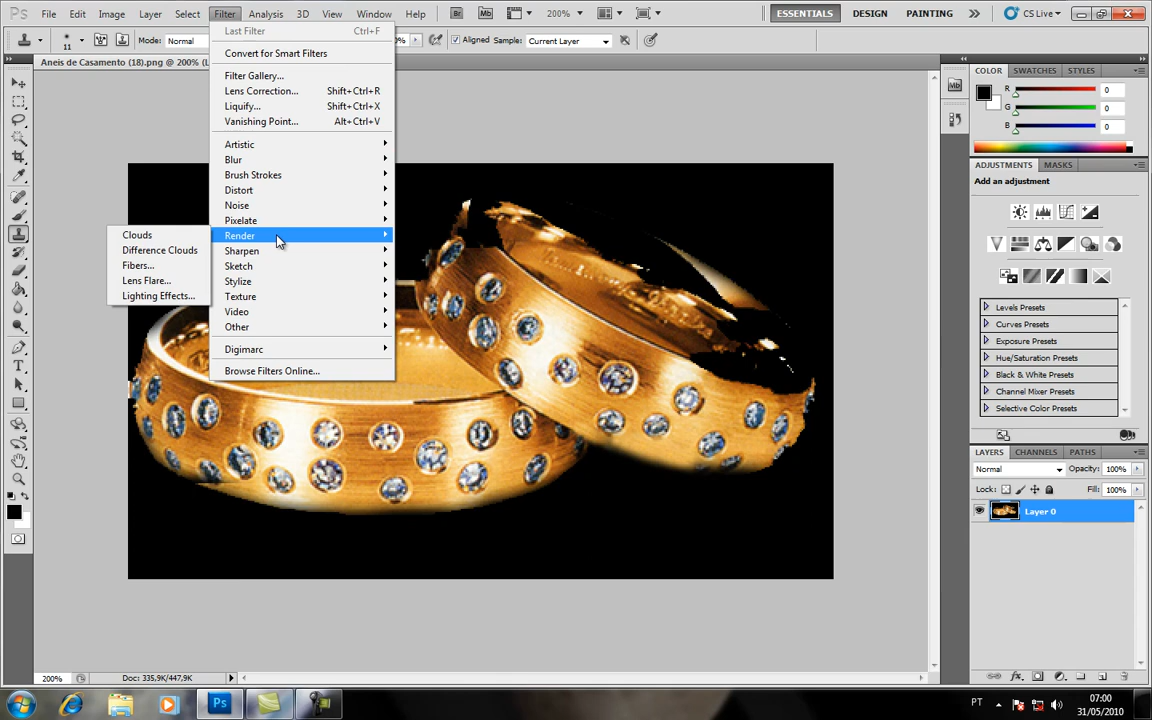 Ps File Edit Image Layer Select Filter Analysis 3D View Window Help Br Mb 200% ESSENTIALS DESIGN PAINTING CS Live
11 Mode: Normal Aligned Sample: Current Layer
Aneis de Casamento (18).png @ 200% (L
Last Filter Ctrl+F
Convert for Smart Filters
Filter Gallery...
Lens Correction... Shift+Ctrl+R
Liquify... Shift+Ctrl+X
Vanishing Point... Alt+Ctrl+V
Artistic
Blur
Brush Strokes
Distort
Noise
Pixelate
Render
Sharpen
Sketch
Stylize
Texture
Video
Other
Digimarc
Browse Filters Online...
Clouds
Difference Clouds
Fibers...
Lens Flare...
Lighting Effects...
Mb
COLOR SWATCHES STYLES
R 0
G 0
B 0
ADJUSTMENTS MASKS
Add an adjustment
Levels Presets
Curves Presets
Exposure Presets
Hue/Saturation Presets
Black & White Presets
Channel Mixer Presets
Selective Color Presets
LAYERS CHANNELS PATHS
Normal Opacity: 100%
Lock: Fill: 100%
Layer 0
200% Doc: 335,9K/447,9K
Ps PT 07:00
31/05/2010